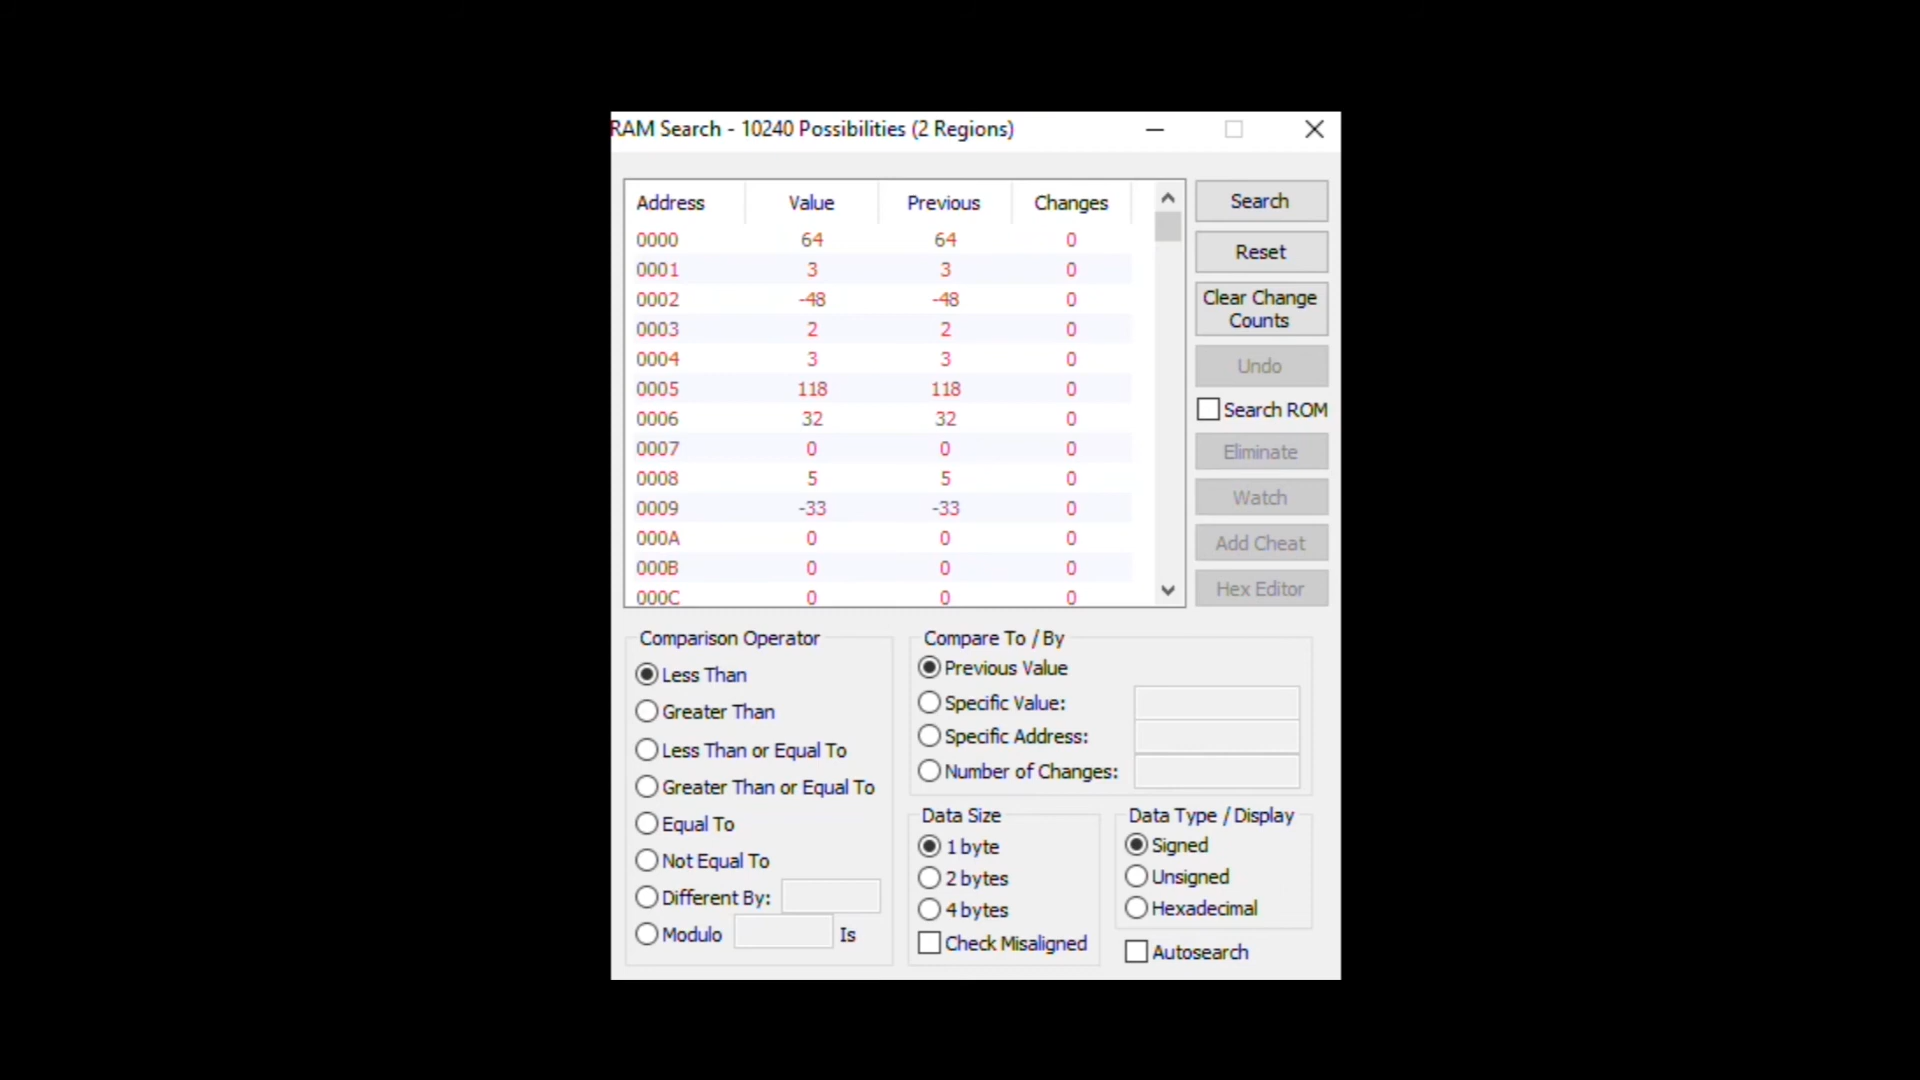 RAM Search - 10240 Possibilities (2 Regions)
Address Value Previous Changes
0000 64 64 0
0001 3 3 0
0002 -48 -48 0
0003 2 2 0
0004 3 3 0
0005 118 118 0
0006 32 32 0
0007 0 0 0
0008 5 5 0
0009 -33 -33 0
000A 0 0 0
000B 0 0 0
000C 0 0 0
Search
Reset
Clear Change
Counts
Undo
Search ROM
Eliminate
Watch
Add Cheat
Hex Editor
Comparison Operator
Less Than
Greater Than
Less Than or Equal To
Greater Than or Equal To
Equal To
Not Equal To
Different By:
Modulo Is
Compare To / By
Previous Value
Specific Value:
Specific Address:
Number of Changes:
Data Size
1 byte
2 bytes
4 bytes
Check Misaligned
Data Type / Display
Signed
Unsigned
Hexadecimal
Autosearch